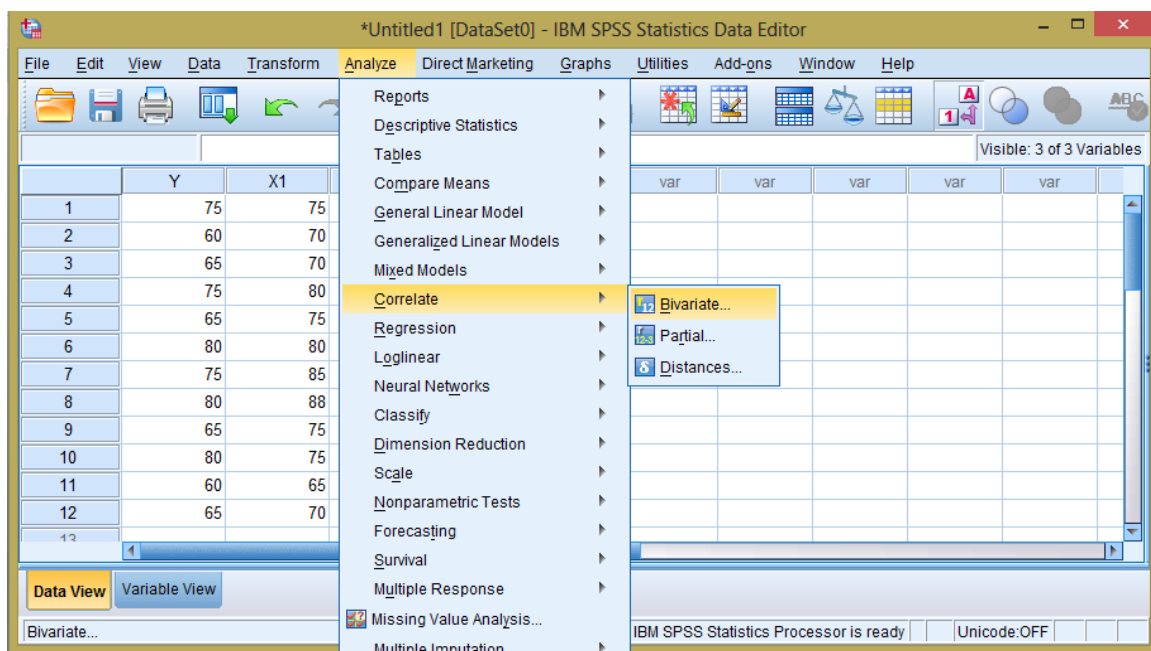 *Untitled1 [DataSet0] - IBM SPSS Statistics Data Editor
File Edit View Data Transform Analyze Direct Marketing Graphs Utilities Add-ons Window Help
Visible: 3 of 3 Variables
Y X1 var var var var var
1 75 75
2 60 70
3 65 70
4 75 80
5 65 75
6 80 80
7 75 85
8 80 88
9 65 75
10 80 75
11 60 65
12 65 70
13
Reports
Descriptive Statistics
Tables
Compare Means
General Linear Model
Generalized Linear Models
Mixed Models
Correlate
Regression
Loglinear
Neural Networks
Classify
Dimension Reduction
Scale
Nonparametric Tests
Forecasting
Survival
Multiple Response
Missing Value Analysis...
Multiple Imputation
Bivariate...
Partial...
Distances...
Data View Variable View
Bivariate... IBM SPSS Statistics Processor is ready Unicode:OFF